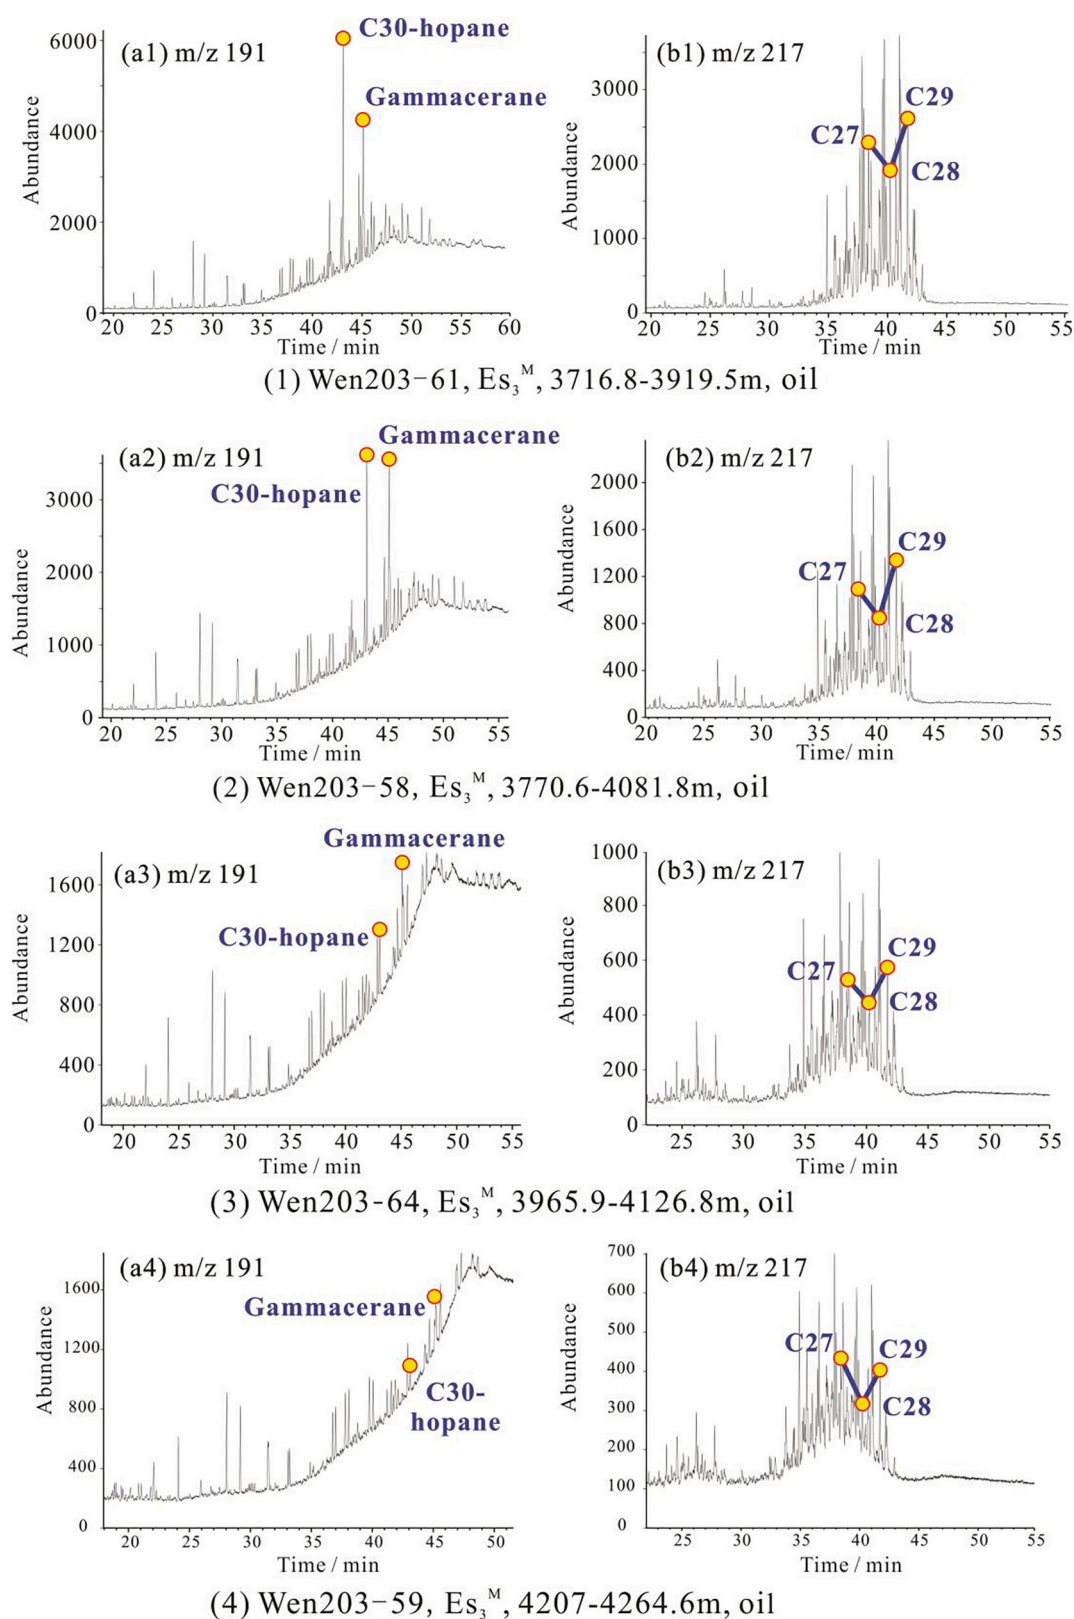 (a1) m/z 191
C30-hopane
Gammacerane
Abundance
6000
4000
2000
0
20 25 30 35 40 45 50 55 60
Time / min
(b1) m/z 217
C29
C27
C28
Abundance
3000
2000
1000
0
20 25 30 35 40 45 50 55
Time / min
(1) Wen203-61, Es₃ᴹ, 3716.8-3919.5m, oil
(a2) m/z 191
Gammacerane
C30-hopane
Abundance
3000
2000
1000
0
20 25 30 35 40 45 50 55
Time / min
(b2) m/z 217
C29
C27
C28
Abundance
2000
1600
1200
800
400
0
20 25 30 35 40 45 50 55
Time / min
(2) Wen203-58, Es₃ᴹ, 3770.6-4081.8m, oil
Gammacerane
(a3) m/z 191
C30-hopane
Abundance
1600
1200
800
400
0
20 25 30 35 40 45 50 55
Time / min
(b3) m/z 217
C29
C27
C28
Abundance
1000
800
600
400
200
0
25 30 35 40 45 50 55
Time / min
(3) Wen203-64, Es₃ᴹ, 3965.9-4126.8m, oil
(a4) m/z 191
Gammacerane
C30-
hopane
Abundance
1600
1200
800
400
0
20 25 30 35 40 45 50
Time / min
(b4) m/z 217
C27
C29
C28
Abundance
700
600
500
400
300
200
100
0
25 30 35 40 45 50 55
Time / min
(4) Wen203-59, Es₃ᴹ, 4207-4264.6m, oil